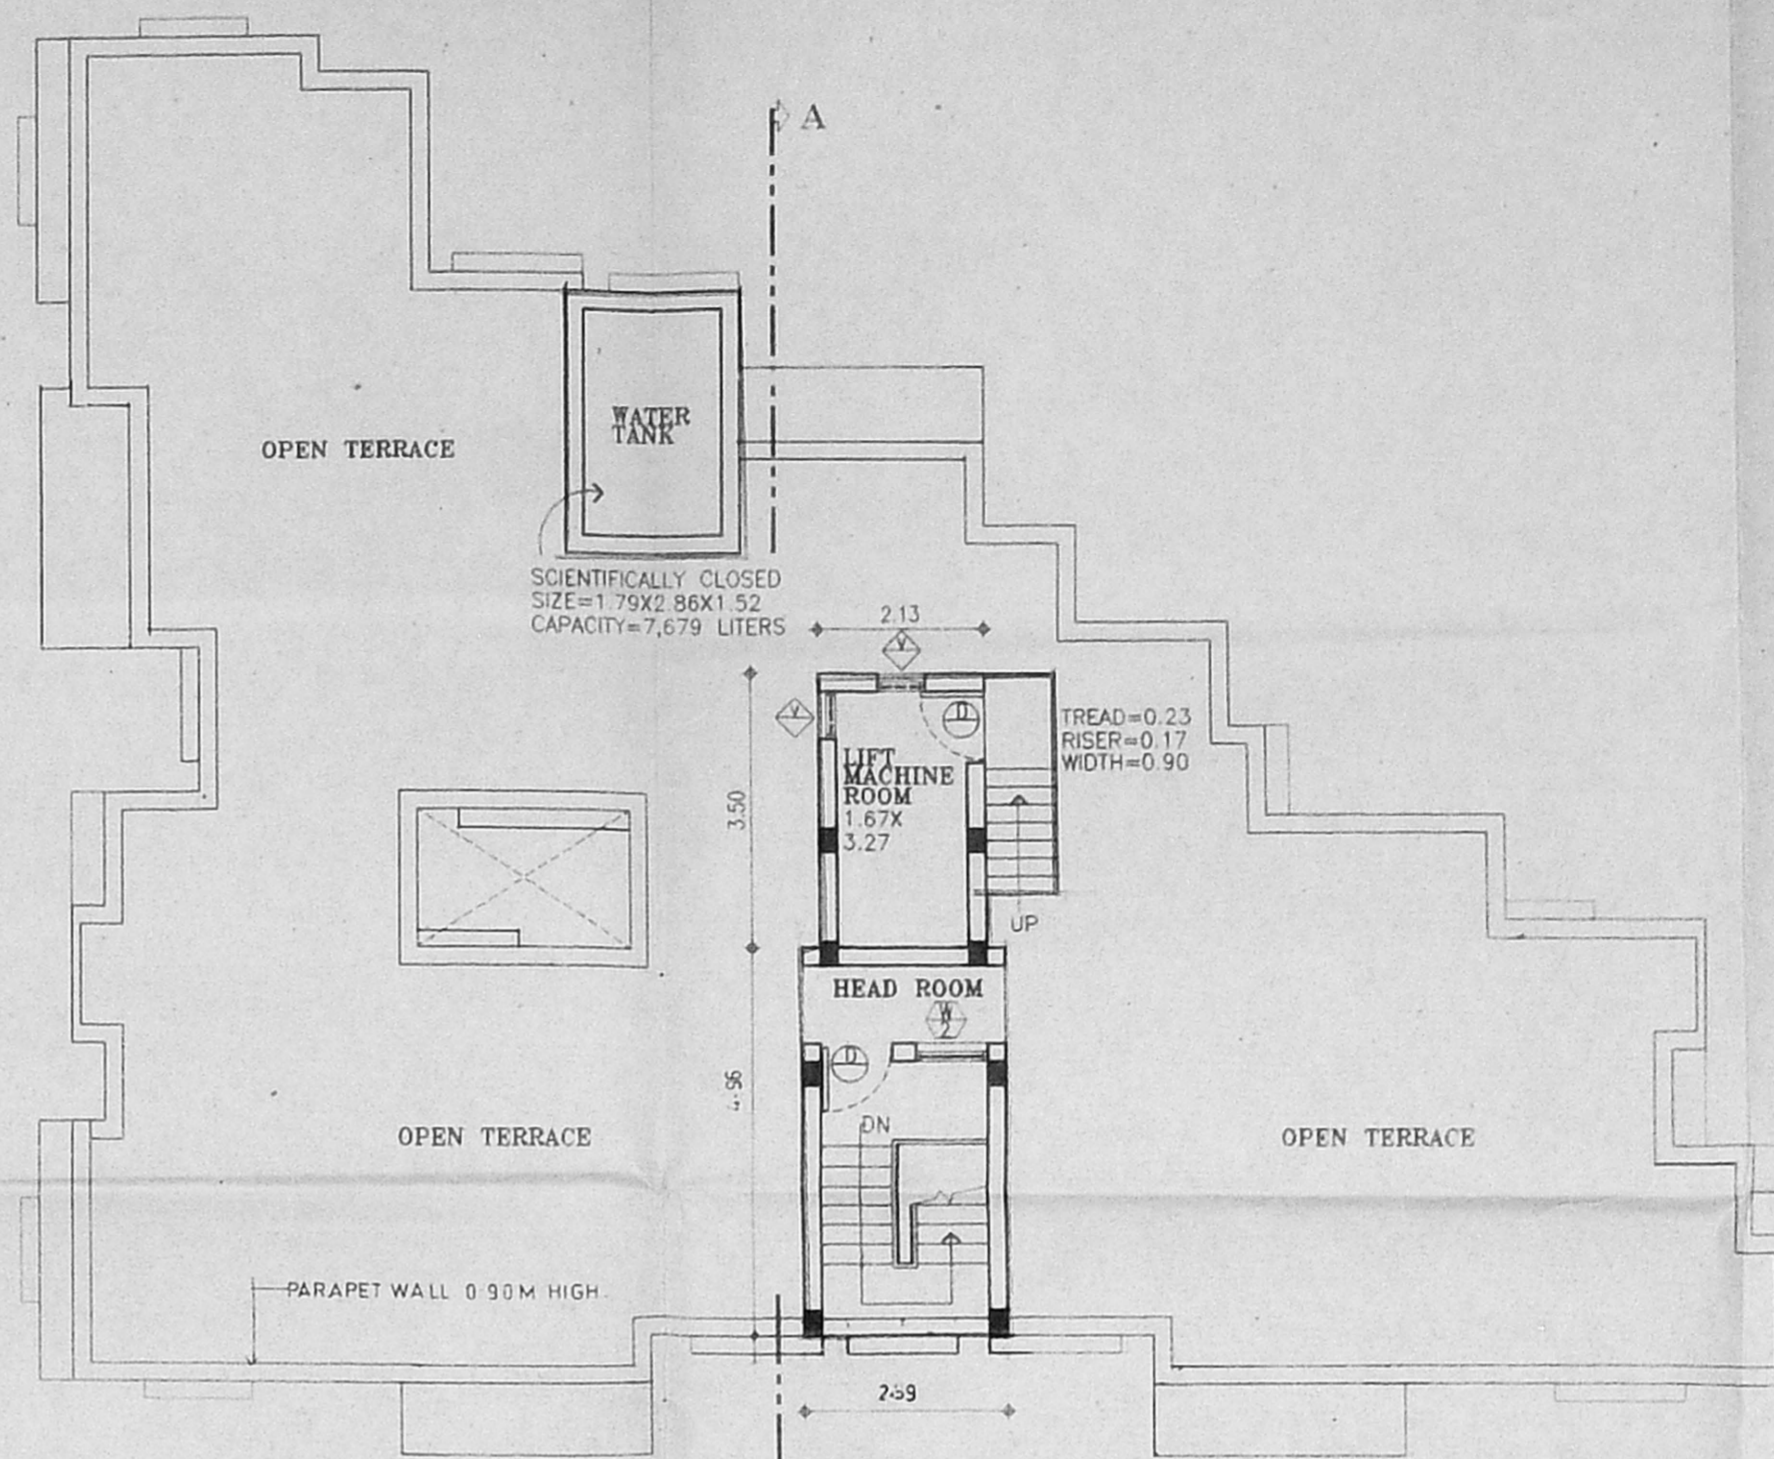 A
WATER
TANK
OPEN TERRACE
SCIENTIFICALLY CLOSED
SIZE=1.79X2.86X1.52
CAPACITY=7,679 LITERS
2.13
V
V
D
TREAD=0.23
RISER=0.17
WIDTH=0.90
LIFT
MACHINE
ROOM
1.67X
3.27
3.50
UP
HEAD ROOM
W
2
D
4.96
DN
OPEN TERRACE
OPEN TERRACE
PARAPET WALL 0.90M HIGH.